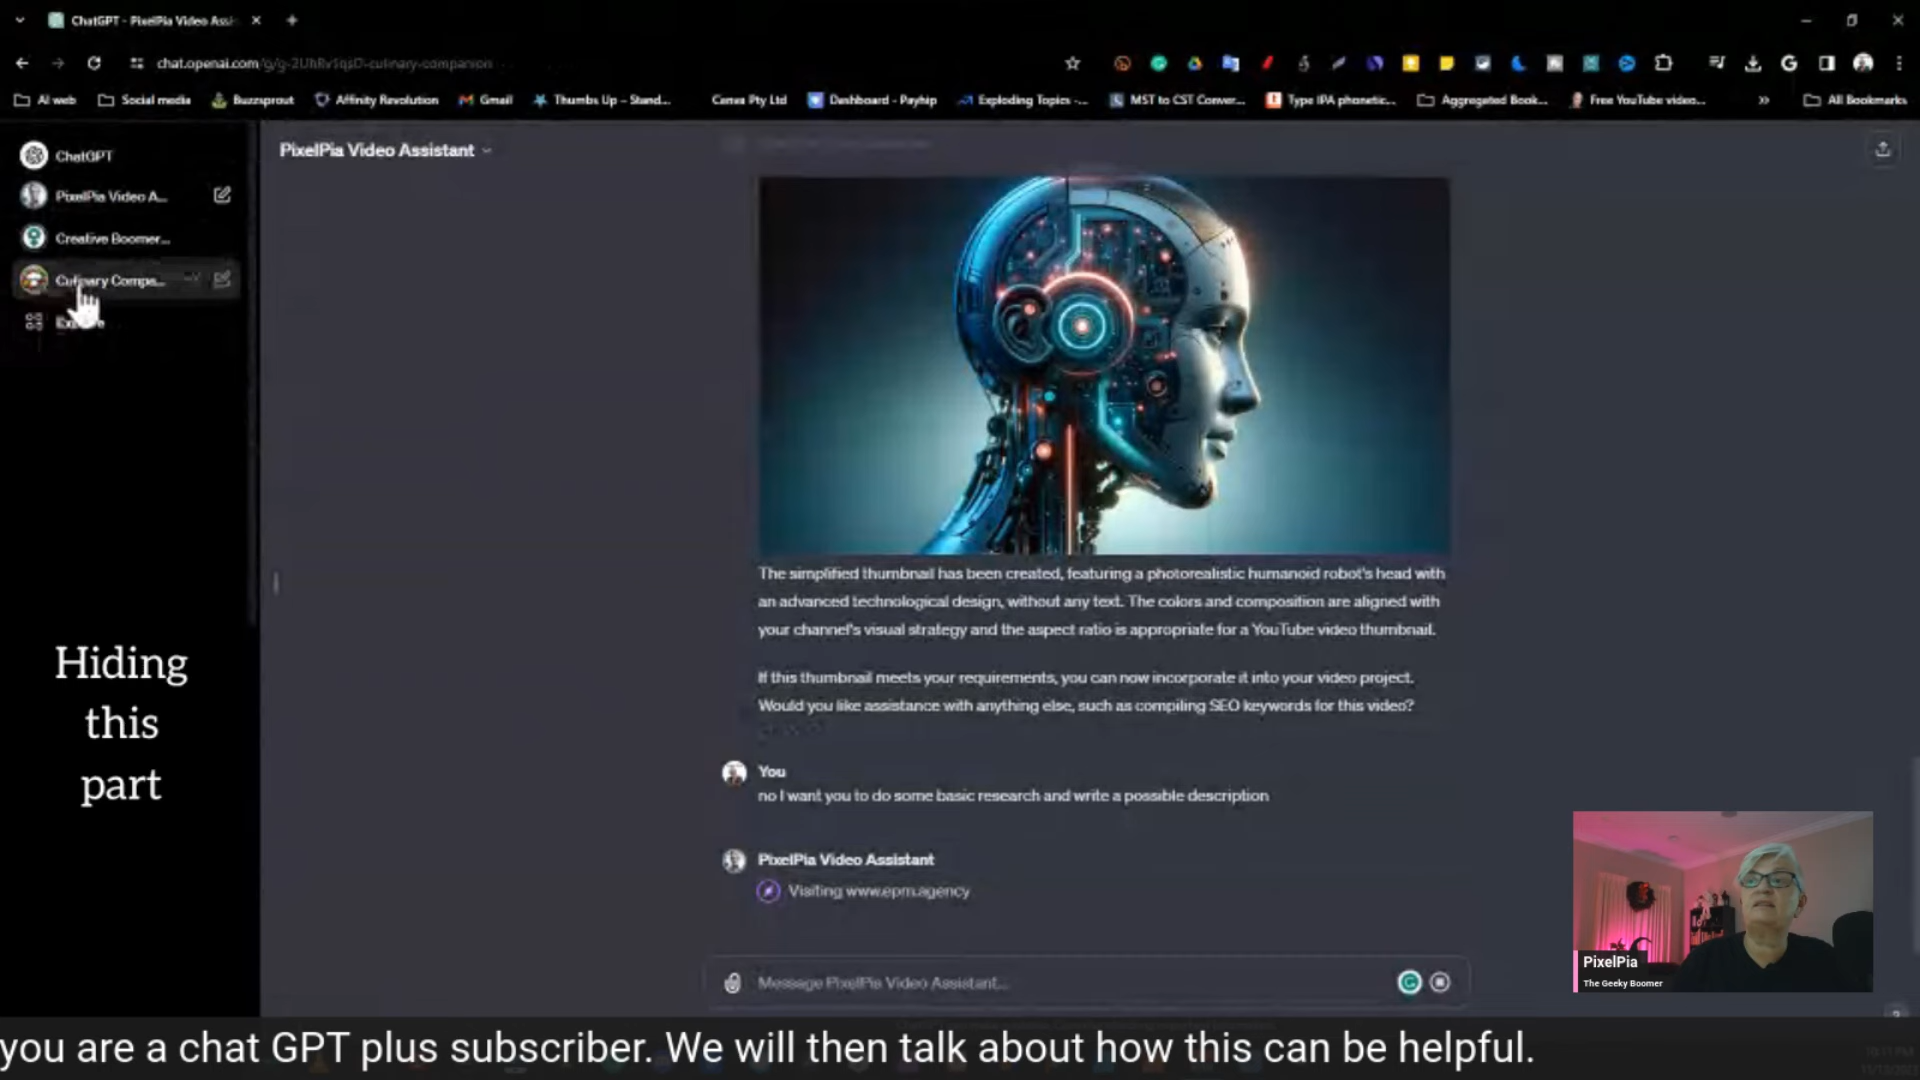 ChatGPT - PixelPia Video Assi
chat.openai.com/g/g-2UhRv1qsD-culinary-companion
AI web
Social media
Buzzsprout
Affinity Revolution
Gmail
Thumbs Up – Stand...
Canva Pty Ltd
Dashboard - Payhip
Exploding Topics -...
MST to CST Conver...
Type IPA phonetic...
Aggregated Book...
Free YouTube video...
All Bookmarks
ChatGPT
PixelPia Video A...
Creative Boomer...
Culinary Compa...
PixelPia Video Assistant
The simplified thumbnail has been created, featuring a photorealistic humanoid robot's head with
an advanced technological design, without any text. The colors and composition are aligned with
your channel's visual strategy and the aspect ratio is appropriate for a YouTube video thumbnail.
If this thumbnail meets your requirements, you can now incorporate it into your video project.
Would you like assistance with anything else, such as compiling SEO keywords for this video?
You
no I want you to do some basic research and write a possible description
PixelPia Video Assistant
Visiting www.epm.agency
Message PixelPia Video Assistant...
Hiding
this
part
PixelPia
The Geeky Boomer
you are a chat GPT plus subscriber. We will then talk about how this can be helpful.